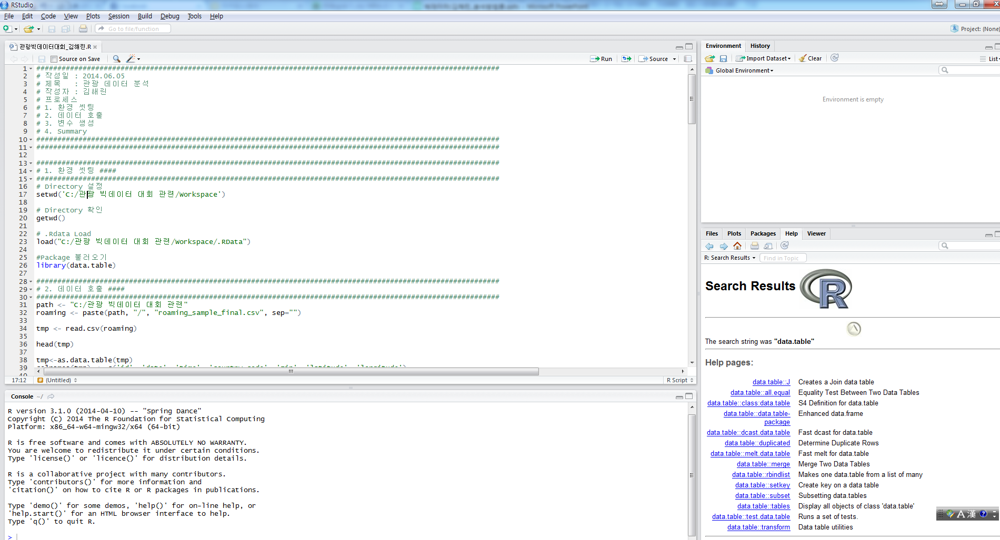 RStudio
File Edit Code View Plots Session Build Debug Tools Help
Go to file/function
Project: (None)
관광빅데이터대회_김해린.R
Source on Save
Run
Source
1 ################################################################################################################
2 # 작성일 : 2014.06.05
3 # 제목   : 관광 데이터 분석
4 # 작성자 : 김해린
5 # 프로세스
6 # 1. 환경 셋팅
7 # 2. 데이터 호출
8 # 3. 변수 생성
9 # 4. Summary
10 ################################################################################################################
11 ################################################################################################################
12
13 ################################################################################################################
14 # 1. 환경 셋팅 ####
15 ################################################################################################################
16 # Directory 설정
17 setwd('C:/관광 빅데이터 대회 관련/Workspace')
18
19 # Directory 확인
20 getwd()
21
22 # .Rdata Load
23 load("C:/관광 빅데이터 대회 관련/Workspace/.RData")
24
25 #Package 불러오기
26 library(data.table)
27
28 ################################################################################################################
29 # 2. 데이터 호출 ####
30 ################################################################################################################
31 path <- "C:/관광 빅데이터 대회 관련"
32 roaming <- paste(path, "/", "roaming_sample_final.csv", sep="")
33
34 tmp <- read.csv(roaming)
35
36 head(tmp)
37
38 tmp<-as.data.table(tmp)
39
40
17:12
(Untitled)
R Script
Console ~/
R version 3.1.0 (2014-04-10) -- "Spring Dance"
Copyright (C) 2014 The R Foundation for Statistical Computing
Platform: x86_64-w64-mingw32/x64 (64-bit)
R is free software and comes with ABSOLUTELY NO WARRANTY.
You are welcome to redistribute it under certain conditions.
Type 'license()' or 'licence()' for distribution details.
R is a collaborative project with many contributors.
Type 'contributors()' for more information and
'citation()' on how to cite R or R packages in publications.
Type 'demo()' for some demos, 'help()' for on-line help, or
'help.start()' for an HTML browser interface to help.
Type 'q()' to quit R.
>
Environment History
Import Dataset Clear List
Global Environment
Environment is empty
Files Plots Packages Help Viewer
R: Search Results Find in Topic
Search Results R
The search string was "data.table"
Help pages:
data.table::J Creates a Join data table
data.table::all.equal Equality Test Between Two Data Tables
data.table::class:data.table S4 Definition for data.table
data.table::data.table- Enhanced data.frame
package
data.table::dcast.data.table Fast dcast for data.table
data.table::duplicated Determine Duplicate Rows
data.table::melt.data.table Fast melt for data.table
data.table::merge Merge Two Data Tables
data.table::rbindlist Makes one data.table from a list of many
data.table::setkey Create key on a data table
data.table::subset Subsetting data.tables
data.table::tables Display all objects of class 'data.table'
data.table::test.data.table Runs a set of tests.
data.table::transform Data table utilities
A 漢